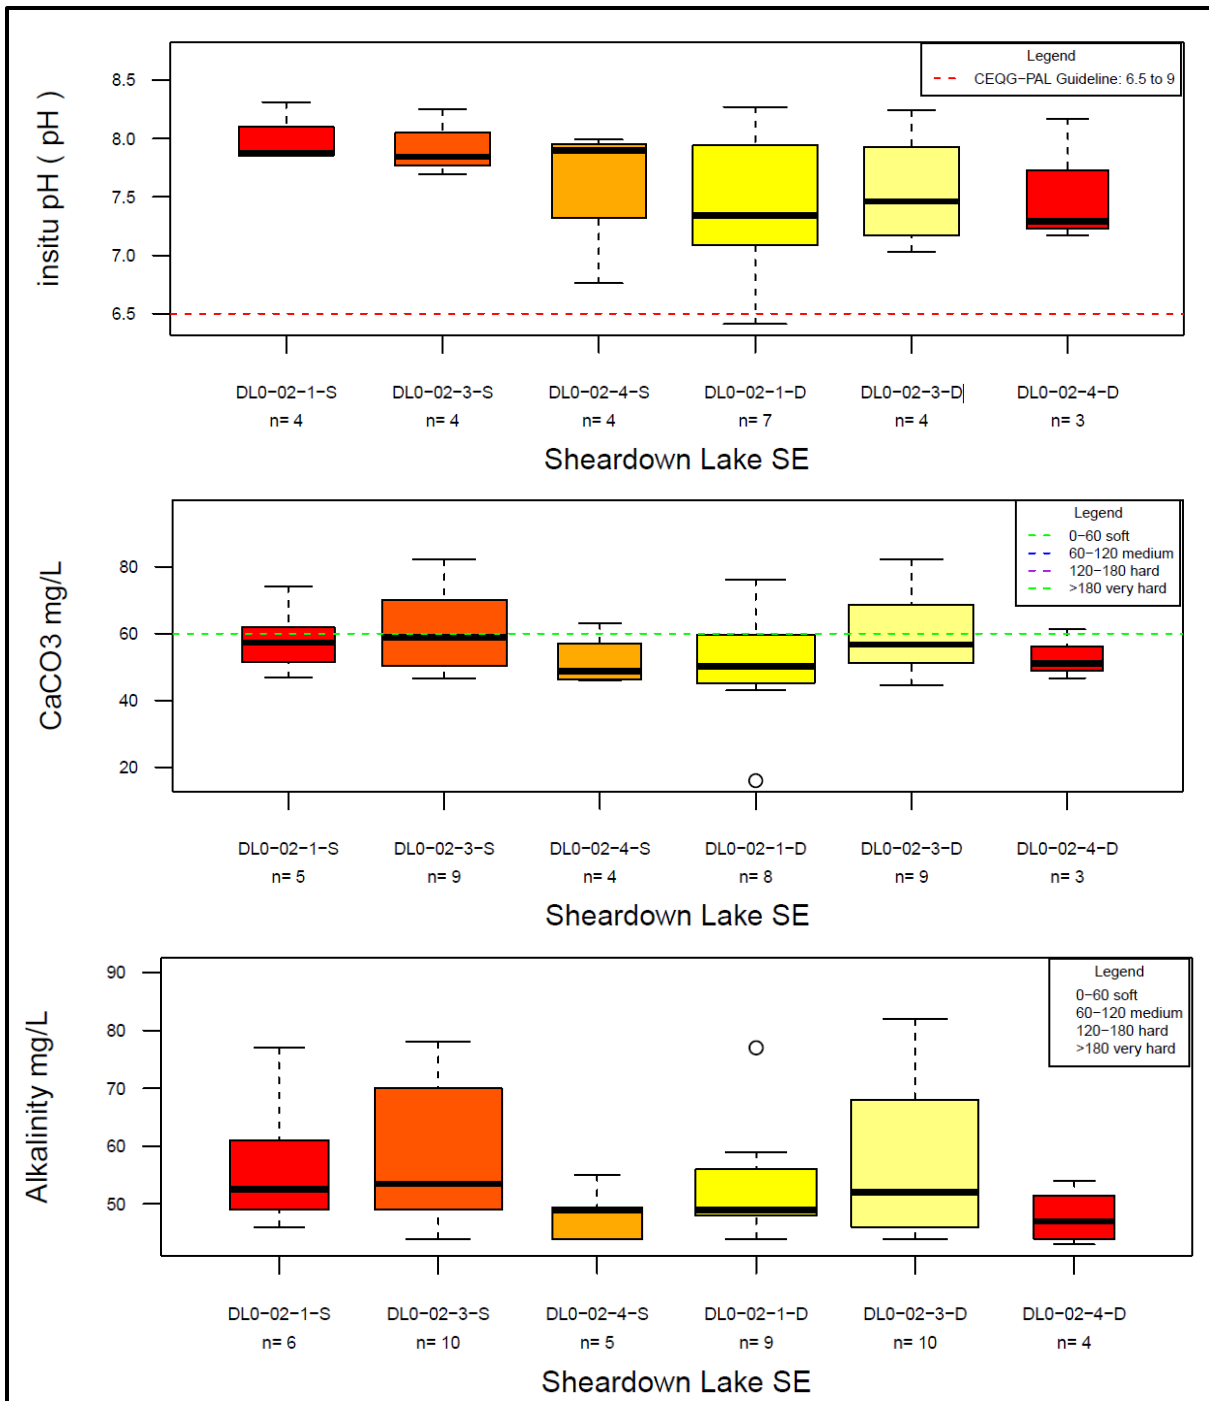 Legend
CEQG-PAL Guideline: 6.5 to 9
insitu pH ( pH )
8.5
8.0
7.5
7.0
6.5
DL0-02-1-S DL0-02-3-S DL0-02-4-S DL0-02-1-D DL0-02-3-D DL0-02-4-D
n= 4 n= 4 n= 4 n= 7 n= 4 n= 3
Sheardown Lake SE
Legend
0-60 soft
60-120 medium
120-180 hard
>180 very hard
CaCO3 mg/L
80
60
40
20
DL0-02-1-S DL0-02-3-S DL0-02-4-S DL0-02-1-D DL0-02-3-D DL0-02-4-D
n= 5 n= 9 n= 4 n= 8 n= 9 n= 3
Sheardown Lake SE
Legend
0-60 soft
60-120 medium
120-180 hard
>180 very hard
Alkalinity mg/L
90
80
70
60
50
DL0-02-1-S DL0-02-3-S DL0-02-4-S DL0-02-1-D DL0-02-3-D DL0-02-4-D
n= 6 n= 10 n= 5 n= 9 n= 10 n= 4
Sheardown Lake SE